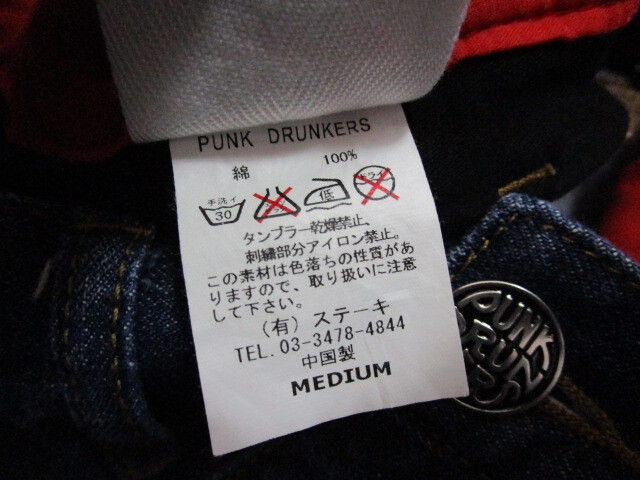 PUNK DRUNKERS
綿 100%
手洗イ
30
低
ドライ
タンブラー乾燥禁止、
刺繍部分アイロン禁止。
この素材は色落ちの性質があ
りますので、取り扱いに注意
して下さい。
(有) ステーキ
TEL.03-3478-4844
中国製
MEDIUM
PUNK
DRUN